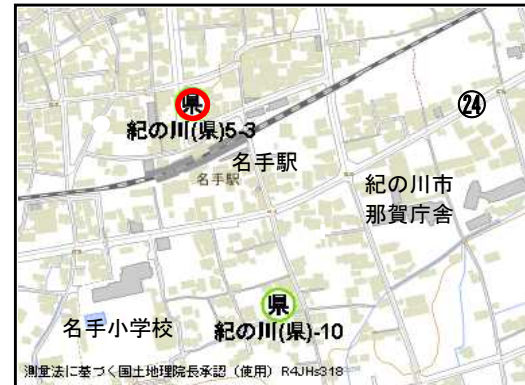 県
紀の川(県)5-3
㉔
名手駅
名手駅
紀の川市
那賀庁舎
県
紀の川(県)-10
名手小学校
測量法に基づく国土地理院長承認（使用）R4JHs318